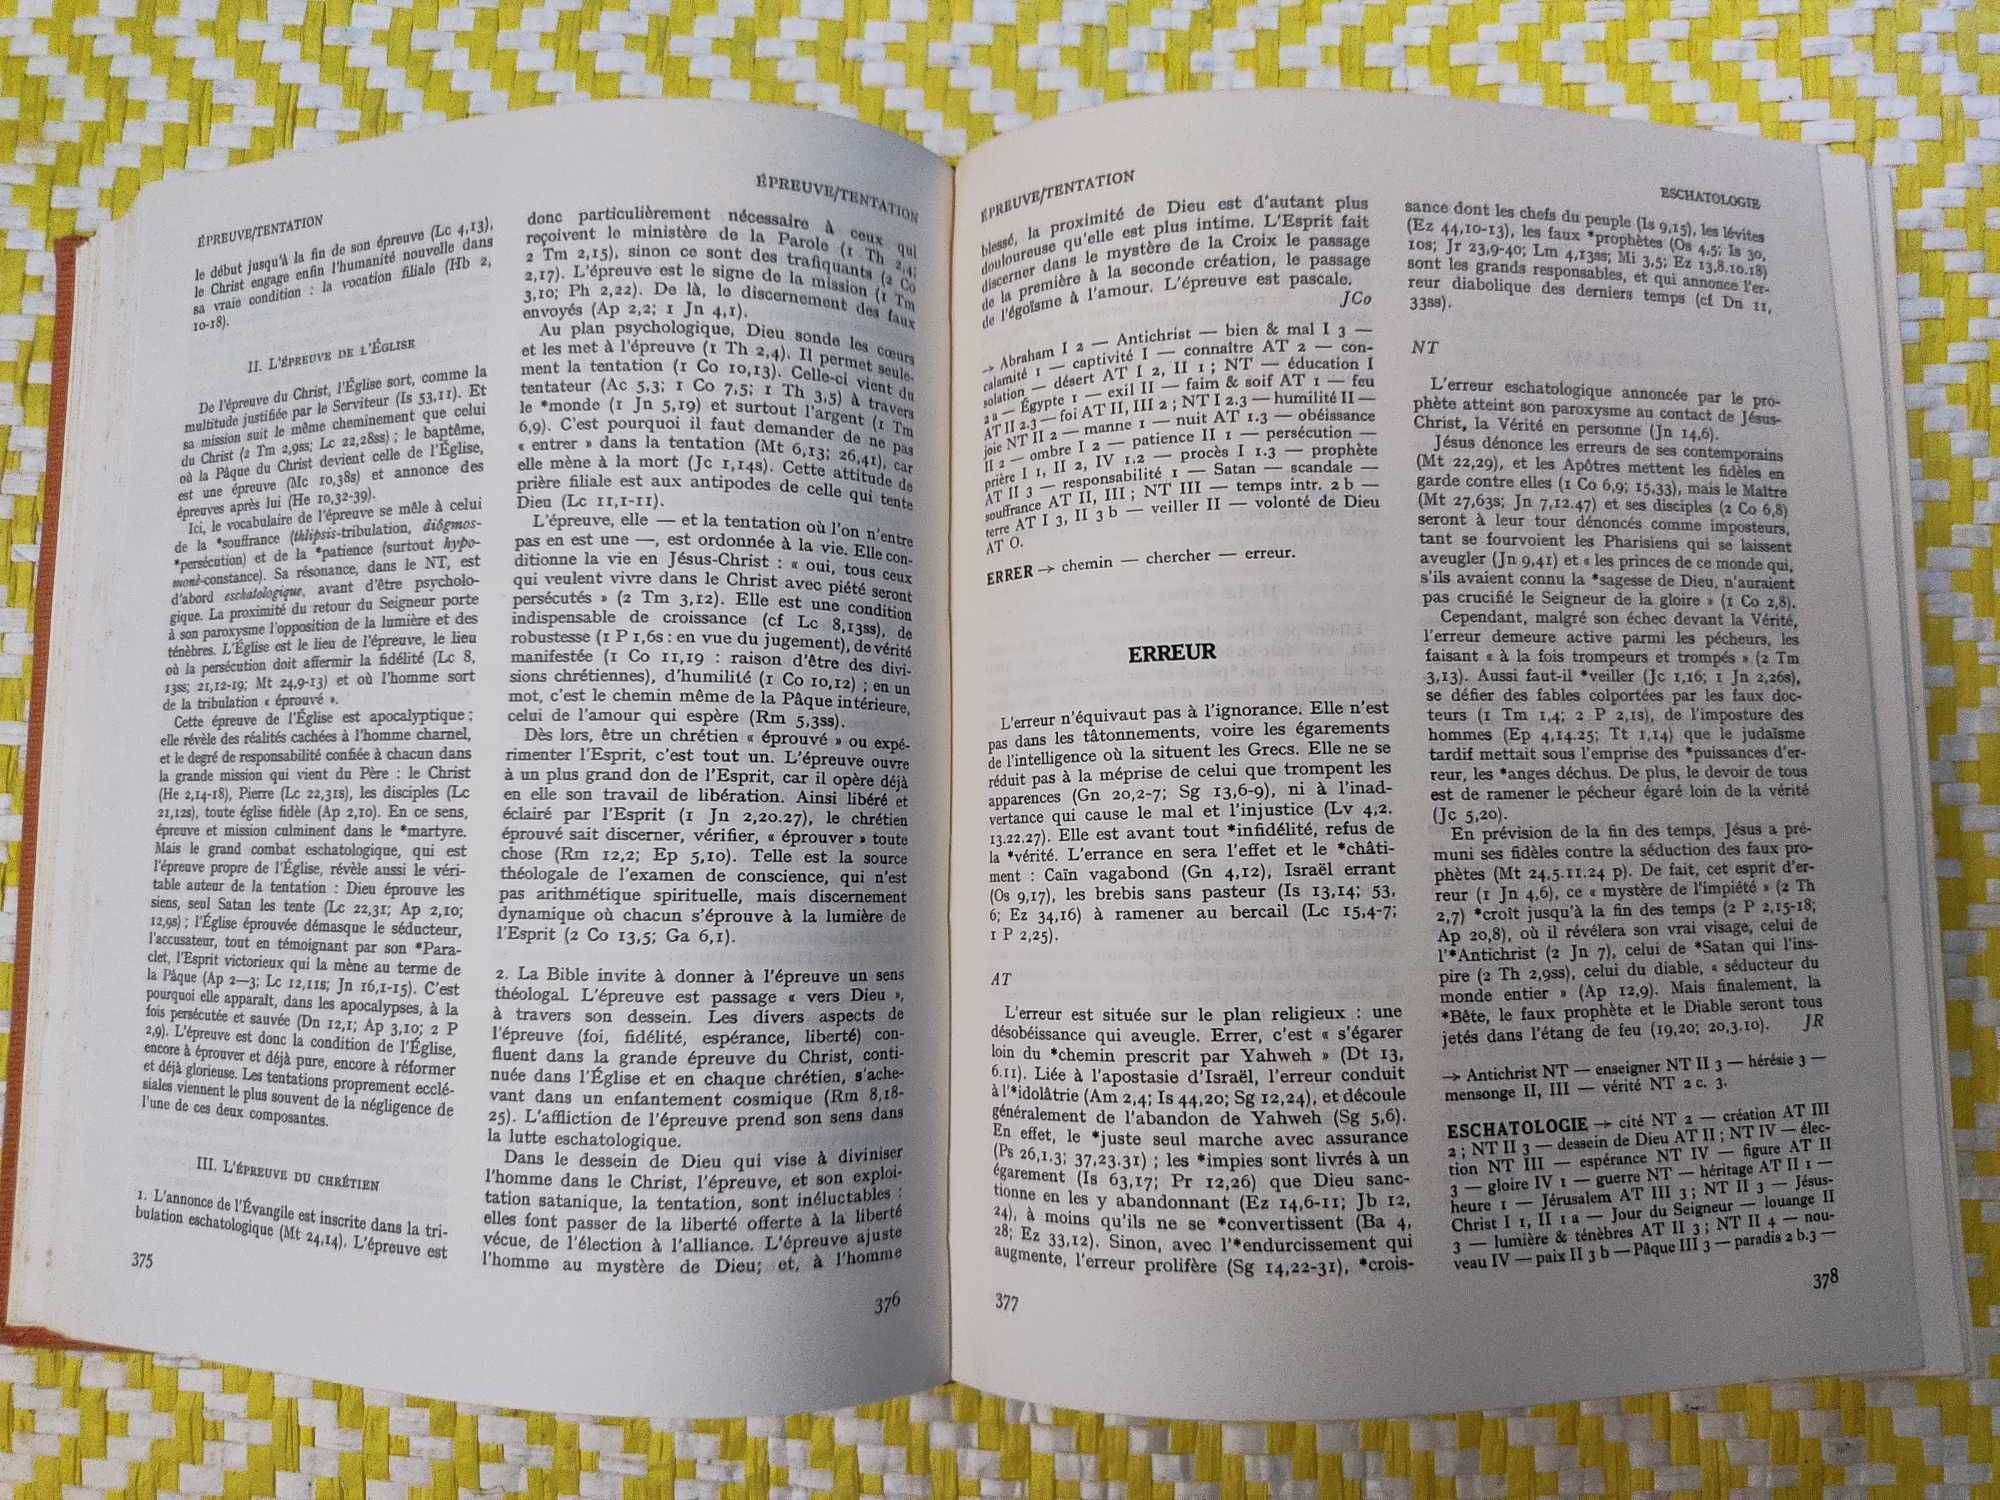 ÉPREUVE/TENTATION
le début jusqu'à la fin de son épreuve (Lc 4,13),
le Christ engage enfin l'humanité nouvelle dans
sa vraie condition : la vocation filiale (Hb 2,
10-18).
II. L'ÉPREUVE DE L'ÉGLISE
De l'épreuve du Christ, l'Église sort, comme la
multitude justifiée par le Serviteur (Is 53,11). Et
sa mission suit le même cheminement que celui
du Christ (2 Tm 2,9ss; Lc 22,28ss) ; le baptême,
où la Pâque du Christ devient celle de l'Église,
est une épreuve (Mc 10,38s) et annonce des
épreuves après lui (He 10,32-39).
Ici, le vocabulaire de l'épreuve se mêle à celui
de la *souffrance (thlipsis-tribulation, diôgmos-
*persécution) et de la *patience (surtout hypo-
monè-constance). Sa résonance, dans le NT, est
d'abord eschatologique, avant d'être psycholo-
gique. La proximité du retour du Seigneur porte
à son paroxysme l'opposition de la lumière et des
ténèbres. L'Église est le lieu de l'épreuve, le lieu
où la persécution doit affermir la fidélité (Lc 8,
13ss; 21,12-19; Mt 24,9-13) et où l'homme sort
de la tribulation « éprouvé ».
Cette épreuve de l'Église est apocalyptique ;
elle révèle des réalités cachées à l'homme charnel,
et le degré de responsabilité confiée à chacun dans
la grande mission qui vient du Père : le Christ
(He 2,14-18), Pierre (Lc 22,31s), les disciples (Lc
21,12s), toute église fidèle (Ap 2,10). En ce sens,
épreuve et mission culminent dans le *martyre.
Mais le grand combat eschatologique, qui est
l'épreuve propre de l'Église, révèle aussi le véri-
table auteur de la tentation : Dieu éprouve les
siens, seul Satan les tente (Lc 22,31; Ap 2,10;
12,9s) ; l'Église éprouvée démasque le séducteur,
l'accusateur, tout en témoignant par son *Para-
clet, l'Esprit victorieux qui la mène au terme de
la Pâque (Ap 2—3; Lc 12,11s; Jn 16,1-15). C'est
pourquoi elle apparaît, dans les apocalypses, à la
fois persécutée et sauvée (Dn 12,1; Ap 3,10; 2 P
2,9). L'épreuve est donc la condition de l'Église,
encore à éprouver et déjà pure, encore à réformer
et déjà glorieuse. Les tentations proprement ecclé-
siales viennent le plus souvent de la négligence de
l'une de ces deux composantes.
III. L'ÉPREUVE DU CHRÉTIEN
1. L'annonce de l'Évangile est inscrite dans la tri-
bulation eschatologique (Mt 24,14). L'épreuve est
375
ÉPREUVE/TENTATION
donc particulièrement nécessaire à ceux qui
reçoivent le ministère de la Parole (1 Th 2,4;
2 Tm 2,15), sinon ce sont des trafiquants (2 Co
2,17). L'épreuve est le signe de la mission (1 Tm
3,10; Ph 2,22). De là, le discernement des faux
envoyés (Ap 2,2; 1 Jn 4,1).
Au plan psychologique, Dieu sonde les cœurs
et les met à l'épreuve (1 Th 2,4). Il permet seule-
ment la tentation (1 Co 10,13). Celle-ci vient du
tentateur (Ac 5,3; 1 Co 7,5; 1 Th 3,5) à travers
le *monde (1 Jn 5,19) et surtout l'argent (1 Tm
6,9). C'est pourquoi il faut demander de ne pas
« entrer » dans la tentation (Mt 6,13; 26,41), car
elle mène à la mort (Jc 1,14s). Cette attitude de
prière filiale est aux antipodes de celle qui tente
Dieu (Lc 11,1-11).
L'épreuve, elle — et la tentation où l'on n'entre
pas en est une —, est ordonnée à la vie. Elle con-
ditionne la vie en Jésus-Christ : « oui, tous ceux
qui veulent vivre dans le Christ avec piété seront
persécutés » (2 Tm 3,12). Elle est une condition
indispensable de croissance (cf Lc 8,13ss), de
robustesse (1 P 1,6s : en vue du jugement), de vérité
manifestée (1 Co 11,19 : raison d'être des divi-
sions chrétiennes), d'humilité (1 Co 10,12) ; en un
mot, c'est le chemin même de la Pâque intérieure,
celui de l'amour qui espère (Rm 5,3ss).
Dès lors, être un chrétien « éprouvé » ou expé-
rimenter l'Esprit, c'est tout un. L'épreuve ouvre
à un plus grand don de l'Esprit, car il opère déjà
en elle son travail de libération. Ainsi libéré et
éclairé par l'Esprit (1 Jn 2,20.27), le chrétien
éprouvé sait discerner, vérifier, « éprouver » toute
chose (Rm 12,2; Ep 5,10). Telle est la source
théologale de l'examen de conscience, qui n'est
pas arithmétique spirituelle, mais discernement
dynamique où chacun s'éprouve à la lumière de
l'Esprit (2 Co 13,5; Ga 6,1).
2. La Bible invite à donner à l'épreuve un sens
théologal. L'épreuve est passage « vers Dieu »,
à travers son dessein. Les divers aspects de
l'épreuve (foi, fidélité, espérance, liberté) con-
fluent dans la grande épreuve du Christ, conti-
nuée dans l'Église et en chaque chrétien, s'ache-
vant dans un enfantement cosmique (Rm 8,18-
25). L'affliction de l'épreuve prend son sens dans
la lutte eschatologique.
Dans le dessein de Dieu qui vise à diviniser
l'homme dans le Christ, l'épreuve, et son exploi-
tation satanique, la tentation, sont inéluctables :
elles font passer de la liberté offerte à la liberté
vécue, de l'élection à l'alliance. L'épreuve ajuste
l'homme au mystère de Dieu; et, à l'homme
376
ÉPREUVE/TENTATION
blessé, la proximité de Dieu est d'autant plus
douloureuse qu'elle est plus intime. L'Esprit fait
discerner dans le mystère de la Croix le passage
de la première à la seconde création, le passage
de l'égoïsme à l'amour. L'épreuve est pascale.
JCo
→ Abraham I 2 — Antichrist — bien & mal I 3 —
calamité 1 — captivité I — connaître AT 2 — con-
solation — désert AT I 2, II 1 ; NT — éducation I
2 a — Égypte 1 — exil II — faim & soif AT 1 — feu
AT II 2.3 — foi AT II, III 2 ; NT I 2.3 — humilité II —
joie NT II 2 — manne 1 — nuit AT 1.3 — obéissance
II 2 — ombre I 2 — patience II 1 — persécution —
prière I 1, II 2, IV 1.2 — procès I 1.3 — prophète
AT II 3 — responsabilité 1 — Satan — scandale —
souffrance AT II, III ; NT III — temps intr. 2 b —
terre AT I 3, II 3 b — veiller II — volonté de Dieu
AT O.
ERRER → chemin — chercher — erreur.
ERREUR
L'erreur n'équivaut pas à l'ignorance. Elle n'est
pas dans les tâtonnements, voire les égarements
de l'intelligence où la situent les Grecs. Elle ne se
réduit pas à la méprise de celui que trompent les
apparences (Gn 20,2-7; Sg 13,6-9), ni à l'inad-
vertance qui cause le mal et l'injustice (Lv 4,2.
13.22.27). Elle est avant tout *infidélité, refus de
la *vérité. L'errance en sera l'effet et le *châti-
ment : Caïn vagabond (Gn 4,12), Israël errant
(Os 9,17), les brebis sans pasteur (Is 13,14; 53,
6; Ez 34,16) à ramener au bercail (Lc 15,4-7;
1 P 2,25).
AT
L'erreur est située sur le plan religieux : une
désobéissance qui aveugle. Errer, c'est « s'égarer
loin du *chemin prescrit par Yahweh » (Dt 13,
6.11). Liée à l'apostasie d'Israël, l'erreur conduit
à l'*idolâtrie (Am 2,4; Is 44,20; Sg 12,24), et découle
généralement de l'abandon de Yahweh (Sg 5,6).
En effet, le *juste seul marche avec assurance
(Ps 26,1.3; 37,23.31) ; les *impies sont livrés à un
égarement (Is 63,17; Pr 12,26) que Dieu sanc-
tionne en les y abandonnant (Ez 14,6-11; Jb 12,
24), à moins qu'ils ne se *convertissent (Ba 4,
28; Ez 33,12). Sinon, avec l'*endurcissement qui
augmente, l'erreur prolifère (Sg 14,22-31), *crois-
377
ESCHATOLOGIE
sance dont les chefs du peuple (Is 9,15), les lévites
(Ez 44,10-13), les faux *prophètes (Os 4,5; Is 30,
10s; Jr 23,9-40; Lm 4,13ss; Mi 3,5; Ez 13,8.10.18)
sont les grands responsables, et qui annonce l'er-
reur diabolique des derniers temps (cf Dn 11,
33ss).
NT
L'erreur eschatologique annoncée par le pro-
phète atteint son paroxysme au contact de Jésus-
Christ, la Vérité en personne (Jn 14,6).
Jésus dénonce les erreurs de ses contemporains
(Mt 22,29), et les Apôtres mettent les fidèles en
garde contre elles (1 Co 6,9; 15,33), mais le Maître
(Mt 27,63s; Jn 7,12.47) et ses disciples (2 Co 6,8)
seront à leur tour dénoncés comme imposteurs,
tant se fourvoient les Pharisiens qui se laissent
aveugler (Jn 9,41) et « les princes de ce monde qui,
s'ils avaient connu la *sagesse de Dieu, n'auraient
pas crucifié le Seigneur de la gloire » (1 Co 2,8).
Cependant, malgré son échec devant la Vérité,
l'erreur demeure active parmi les pécheurs, les
faisant « à la fois trompeurs et trompés » (2 Tm
3,13). Aussi faut-il *veiller (Jc 1,16; 1 Jn 2,26s),
se défier des fables colportées par les faux doc-
teurs (1 Tm 1,4; 2 P 2,1s), de l'imposture des
hommes (Ep 4,14.25; Tt 1,14) que le judaïsme
tardif mettait sous l'emprise des *puissances d'er-
reur, les *anges déchus. De plus, le devoir de tous
est de ramener le pécheur égaré loin de la vérité
(Jc 5,20).
En prévision de la fin des temps, Jésus a pré-
muni ses fidèles contre la séduction des faux pro-
phètes (Mt 24,5.11.24 p). De fait, cet esprit d'er-
reur (1 Jn 4,6), ce « mystère de l'impiété » (2 Th
2,7) *croît jusqu'à la fin des temps (2 P 2,15-18;
Ap 20,8), où il révélera son vrai visage, celui de
l'*Antichrist (2 Jn 7), celui de *Satan qui l'ins-
pire (2 Th 2,9ss), celui du diable, « séducteur du
monde entier » (Ap 12,9). Mais finalement, la
*Bête, le faux prophète et le Diable seront tous
jetés dans l'étang de feu (19,20; 20,3.10). JR
→ Antichrist NT — enseigner NT II 3 — hérésie 3 —
mensonge II, III — vérité NT 2 c. 3.
ESCHATOLOGIE → cité NT 2 — création AT III
2 ; NT II 3 — dessein de Dieu AT II ; NT IV — élec-
tion NT III — espérance NT IV — figure AT II
3 — gloire IV 1 — guerre NT — héritage AT II 1 —
heure 1 — Jérusalem AT III 3 ; NT II 3 — Jésus-
Christ I 1, II 1 a — Jour du Seigneur — louange II
3 — lumière & ténèbres AT II 3 ; NT II 4 — nou-
veau IV — paix II 3 b — Pâque III 3 — paradis 2 b.3 —
378